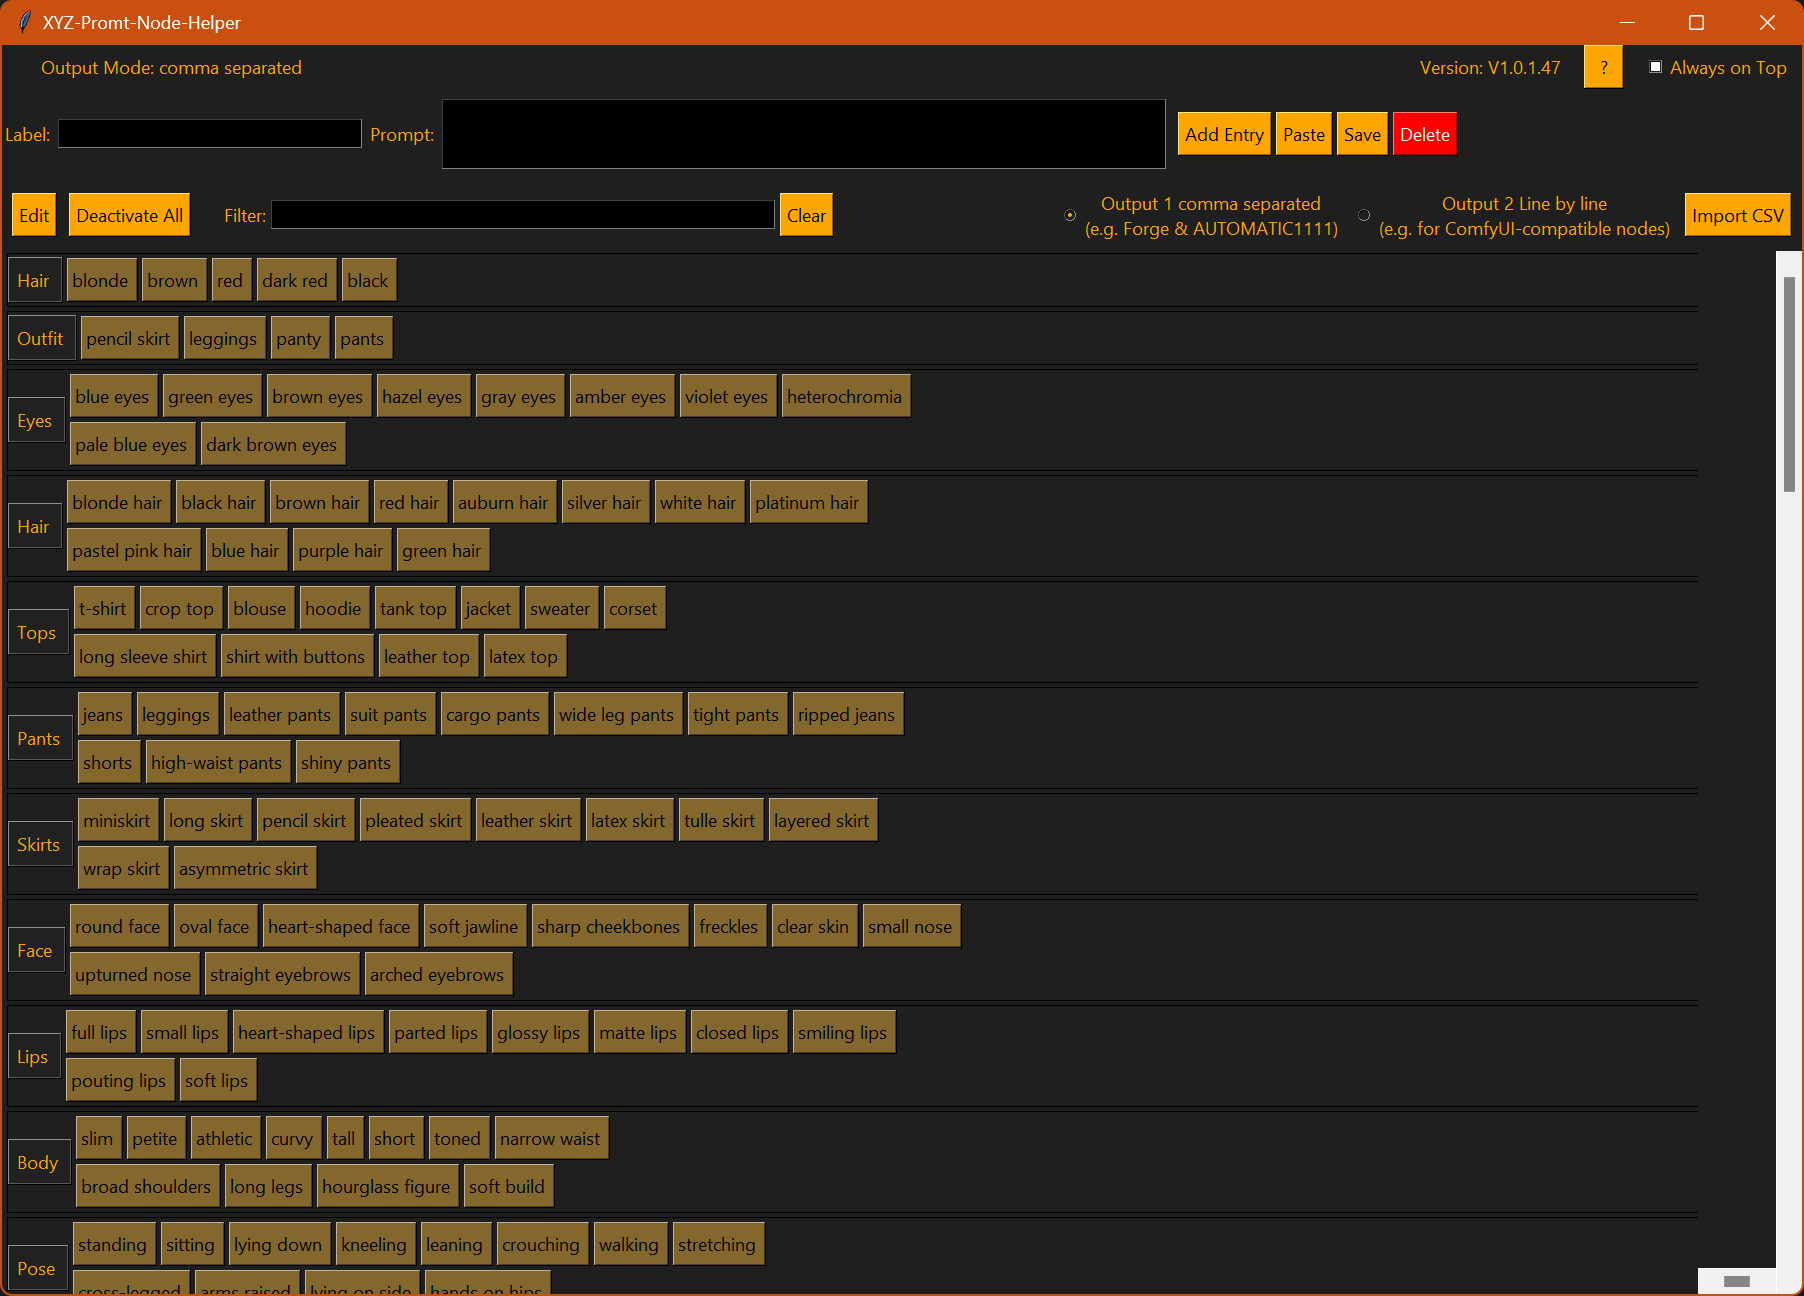 XYZ-Promt-Node-Helper
Output Mode: comma separated
Version: V1.0.1.47
?
Always on Top
Label:
Prompt:
Add Entry
Paste
Save
Delete
Edit
Deactivate All
Filter:
Clear
Output 1 comma separated
(e.g. Forge & AUTOMATIC1111)
Output 2 Line by line
(e.g. for ComfyUI-compatible nodes)
Import CSV
Hair
blonde brown red dark red black
Outfit
pencil skirt leggings panty pants
Eyes
blue eyes green eyes brown eyes hazel eyes gray eyes amber eyes violet eyes heterochromia
pale blue eyes dark brown eyes
Hair
blonde hair black hair brown hair red hair auburn hair silver hair white hair platinum hair
pastel pink hair blue hair purple hair green hair
Tops
t-shirt crop top blouse hoodie tank top jacket sweater corset
long sleeve shirt shirt with buttons leather top latex top
Pants
jeans leggings leather pants suit pants cargo pants wide leg pants tight pants ripped jeans
shorts high-waist pants shiny pants
Skirts
miniskirt long skirt pencil skirt pleated skirt leather skirt latex skirt tulle skirt layered skirt
wrap skirt asymmetric skirt
Face
round face oval face heart-shaped face soft jawline sharp cheekbones freckles clear skin small nose
upturned nose straight eyebrows arched eyebrows
Lips
full lips small lips heart-shaped lips parted lips glossy lips matte lips closed lips smiling lips
pouting lips soft lips
Body
slim petite athletic curvy tall short toned narrow waist
broad shoulders long legs hourglass figure soft build
Pose
standing sitting lying down kneeling leaning crouching walking stretching
cross-legged arms raised lying on side hands on hips